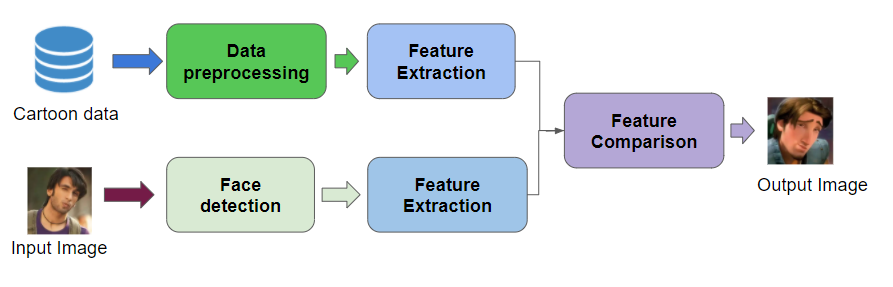 Cartoon data
Data
preprocessing
Feature
Extraction
Input Image
Face
detection
Feature
Extraction
Feature
Comparison
Output Image